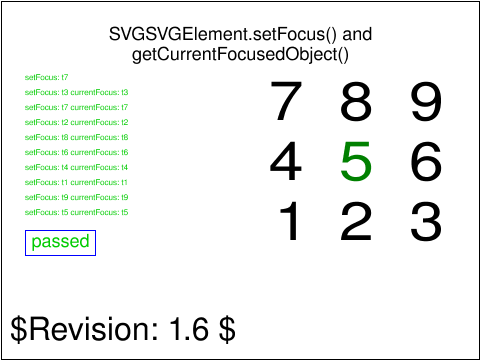 SVGSVGElement.setFocus() and
getCurrentFocusedObject()
setFocus: t7
setFocus: t3 currentFocus: t3
setFocus: t7 currentFocus: t7
setFocus: t2 currentFocus: t2
setFocus: t8 currentFocus: t8
setFocus: t6 currentFocus: t6
setFocus: t4 currentFocus: t4
setFocus: t1 currentFocus: t1
setFocus: t9 currentFocus: t9
setFocus: t5 currentFocus: t5
passed
7 8 9
4 5 6
1 2 3
$Revision: 1.6 $